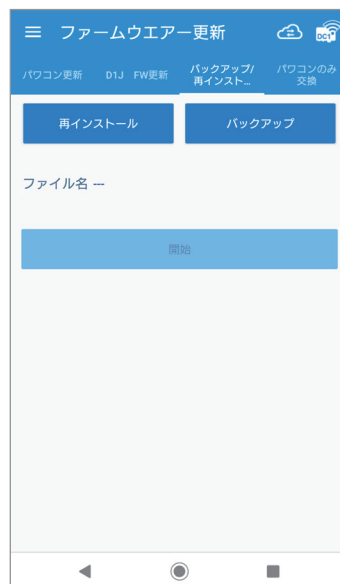 ファームウエアー更新
DC1
パワコン更新
D1J FW更新
バックアップ/
再インスト...
パワコンのみ
交換
再インストール
バックアップ
ファイル名 ---
開始